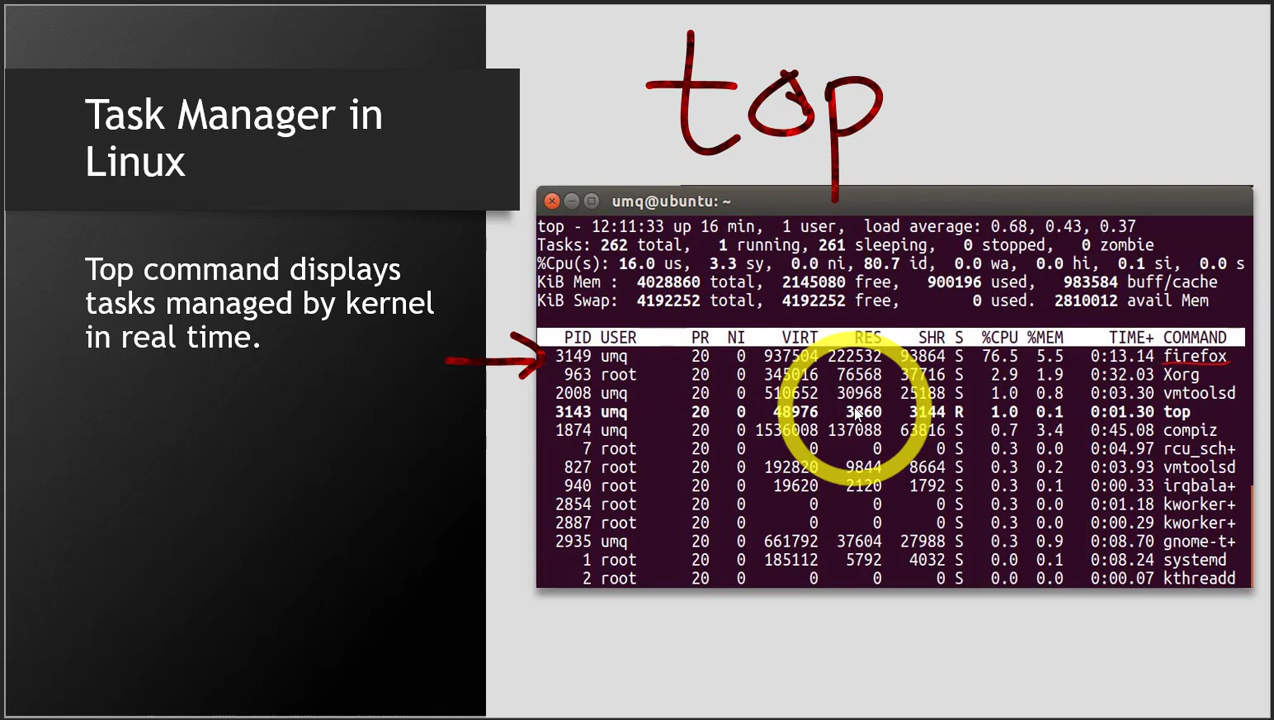 top
Task Manager in
Linux
Top command displays
tasks managed by kernel
in real time.
umq@ubuntu: ~
top - 12:11:33 up 16 min, 1 user, load average: 0.68, 0.43, 0.37
Tasks: 262 total, 1 running, 261 sleeping, 0 stopped, 0 zombie
%Cpu(s): 16.0 us, 3.3 sy, 0.0 ni, 80.7 id, 0.0 wa, 0.0 hi, 0.1 si, 0.0 s
KiB Mem : 4028860 total, 2145080 free, 900196 used, 983584 buff/cache
KiB Swap: 4192252 total, 4192252 free, 0 used. 2810012 avail Mem
PID USER PR NI VIRT RES SHR S %CPU %MEM TIME+ COMMAND
3149 umq 20 0 937504 222532 93864 S 76.5 5.5 0:13.14 firefox
963 root 20 0 345016 76568 37716 S 2.9 1.9 0:32.03 Xorg
2008 umq 20 0 510652 30968 25188 S 1.0 0.8 0:03.30 vmtoolsd
3143 umq 20 0 48976 3860 3144 R 1.0 0.1 0:01.30 top
1874 umq 20 0 1536008 137088 63816 S 0.7 3.4 0:45.08 compiz
7 root 20 0 0 0 0 S 0.3 0.0 0:04.97 rcu_sch+
827 root 20 0 192820 9844 8664 S 0.3 0.2 0:03.93 vmtoolsd
940 root 20 0 19620 2120 1792 S 0.3 0.1 0:00.33 irqbala+
2854 root 20 0 0 0 0 S 0.3 0.0 0:01.18 kworker+
2887 root 20 0 0 0 0 S 0.3 0.0 0:00.29 kworker+
2935 umq 20 0 661792 37604 27988 S 0.3 0.9 0:08.70 gnome-t+
1 root 20 0 185112 5792 4032 S 0.0 0.1 0:08.24 systemd
2 root 20 0 0 0 0 S 0.0 0.0 0:00.07 kthreadd